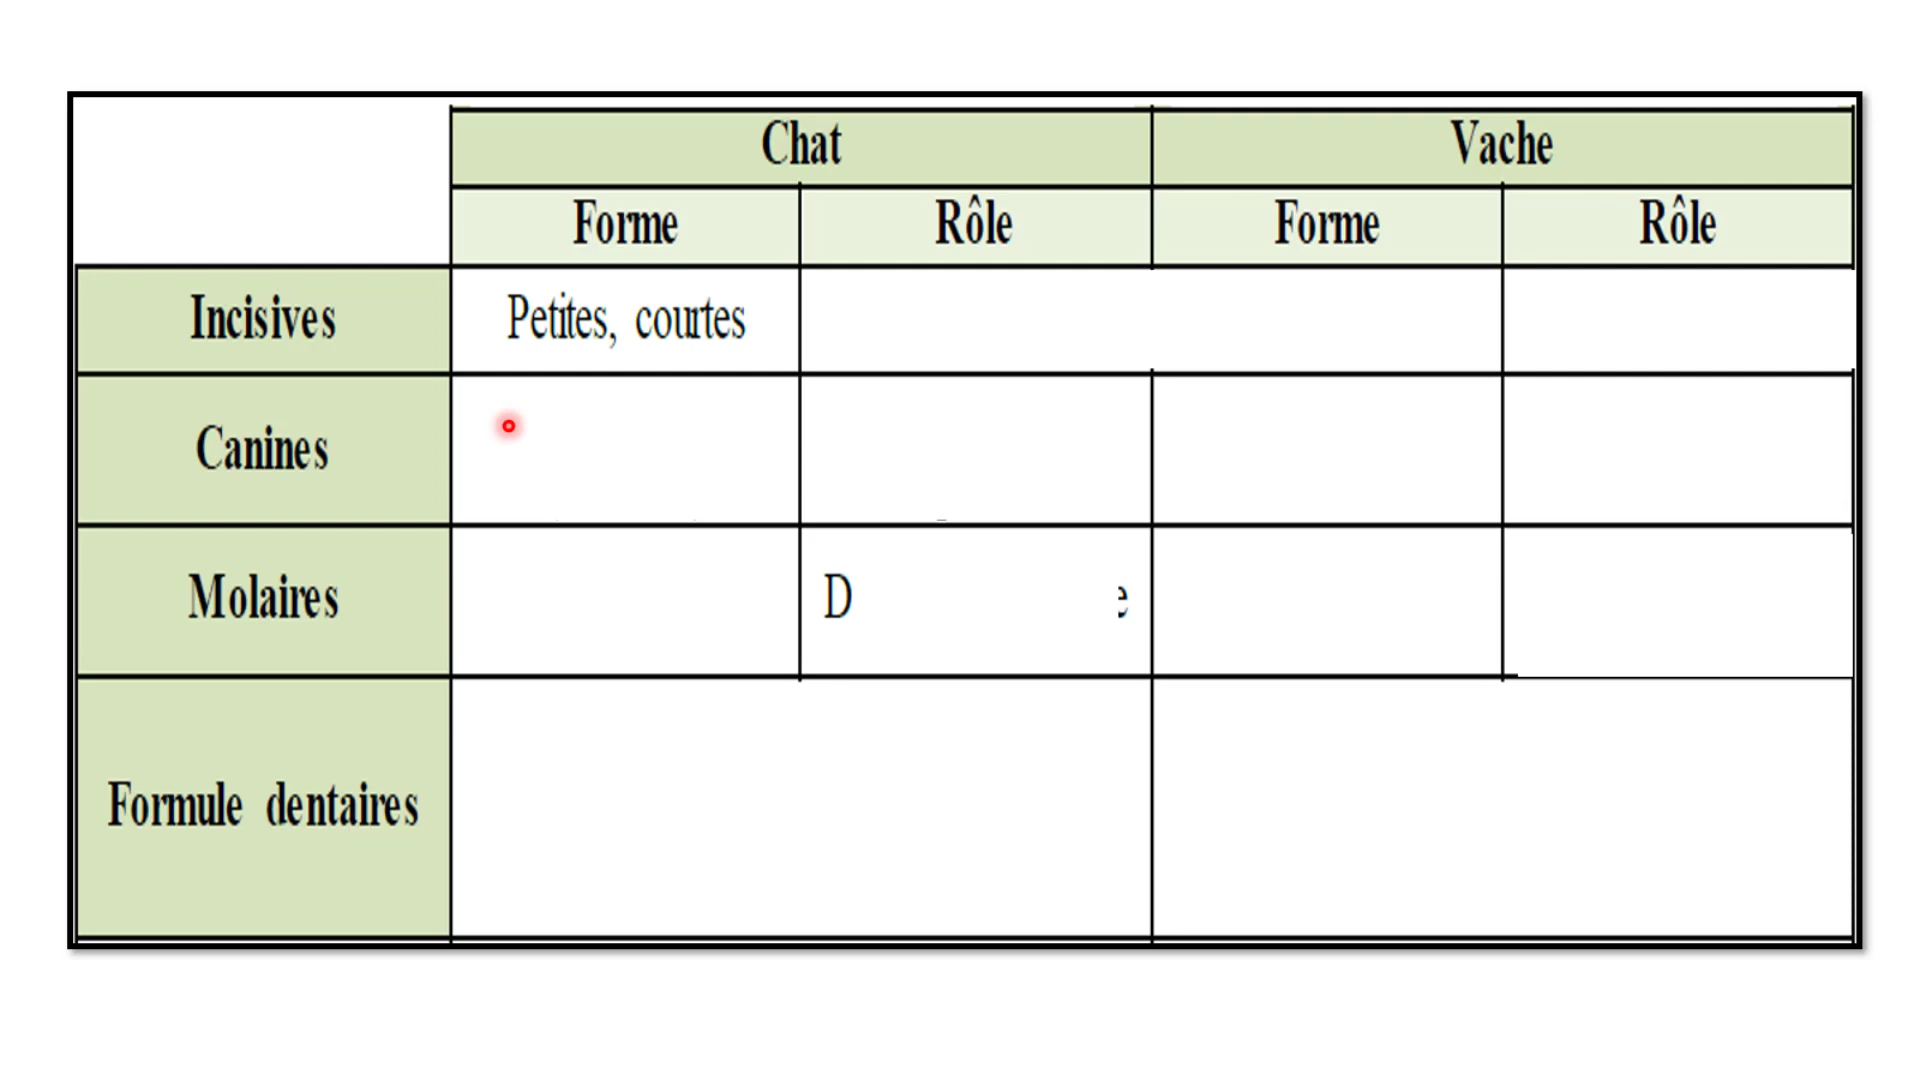 Chat Vache
Forme Rôle Forme Rôle
Incisives Petites, courtes
Canines
Molaires D e
Formule dentaires